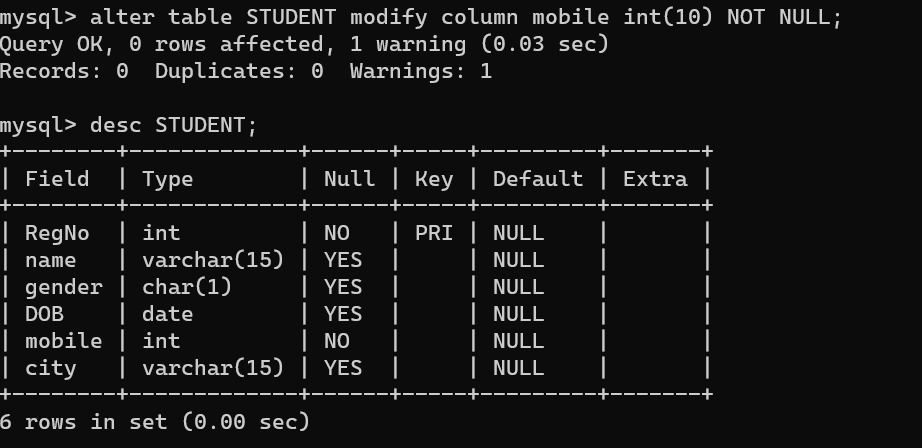 mysql> alter table STUDENT modify column mobile int(10) NOT NULL;
Query OK, 0 rows affected, 1 warning (0.03 sec)
Records: 0  Duplicates: 0  Warnings: 1

mysql> desc STUDENT;
+--------+-------------+------+-----+---------+-------+
| Field  | Type        | Null | Key | Default | Extra |
+--------+-------------+------+-----+---------+-------+
| RegNo  | int         | NO   | PRI | NULL    |       |
| name   | varchar(15) | YES  |     | NULL    |       |
| gender | char(1)     | YES  |     | NULL    |       |
| DOB    | date        | YES  |     | NULL    |       |
| mobile | int         | NO   |     | NULL    |       |
| city   | varchar(15) | YES  |     | NULL    |       |
+--------+-------------+------+-----+---------+-------+
6 rows in set (0.00 sec)